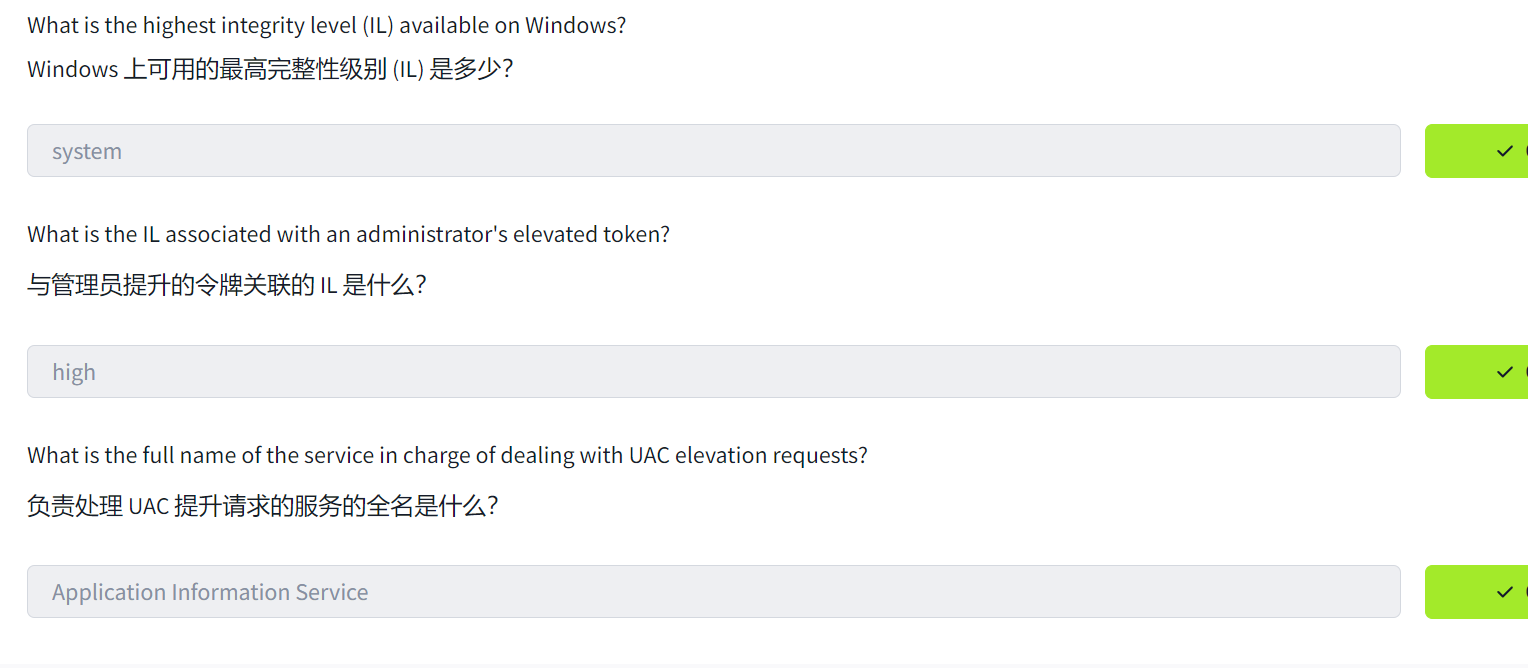 What is the highest integrity level (IL) available on Windows?
Windows 上可用的最高完整性级别 (IL) 是多少？
system
What is the IL associated with an administrator's elevated token?
与管理员提升的令牌关联的 IL 是什么？
high
What is the full name of the service in charge of dealing with UAC elevation requests?
负责处理 UAC 提升请求的服务的全名是什么？
Application Information Service